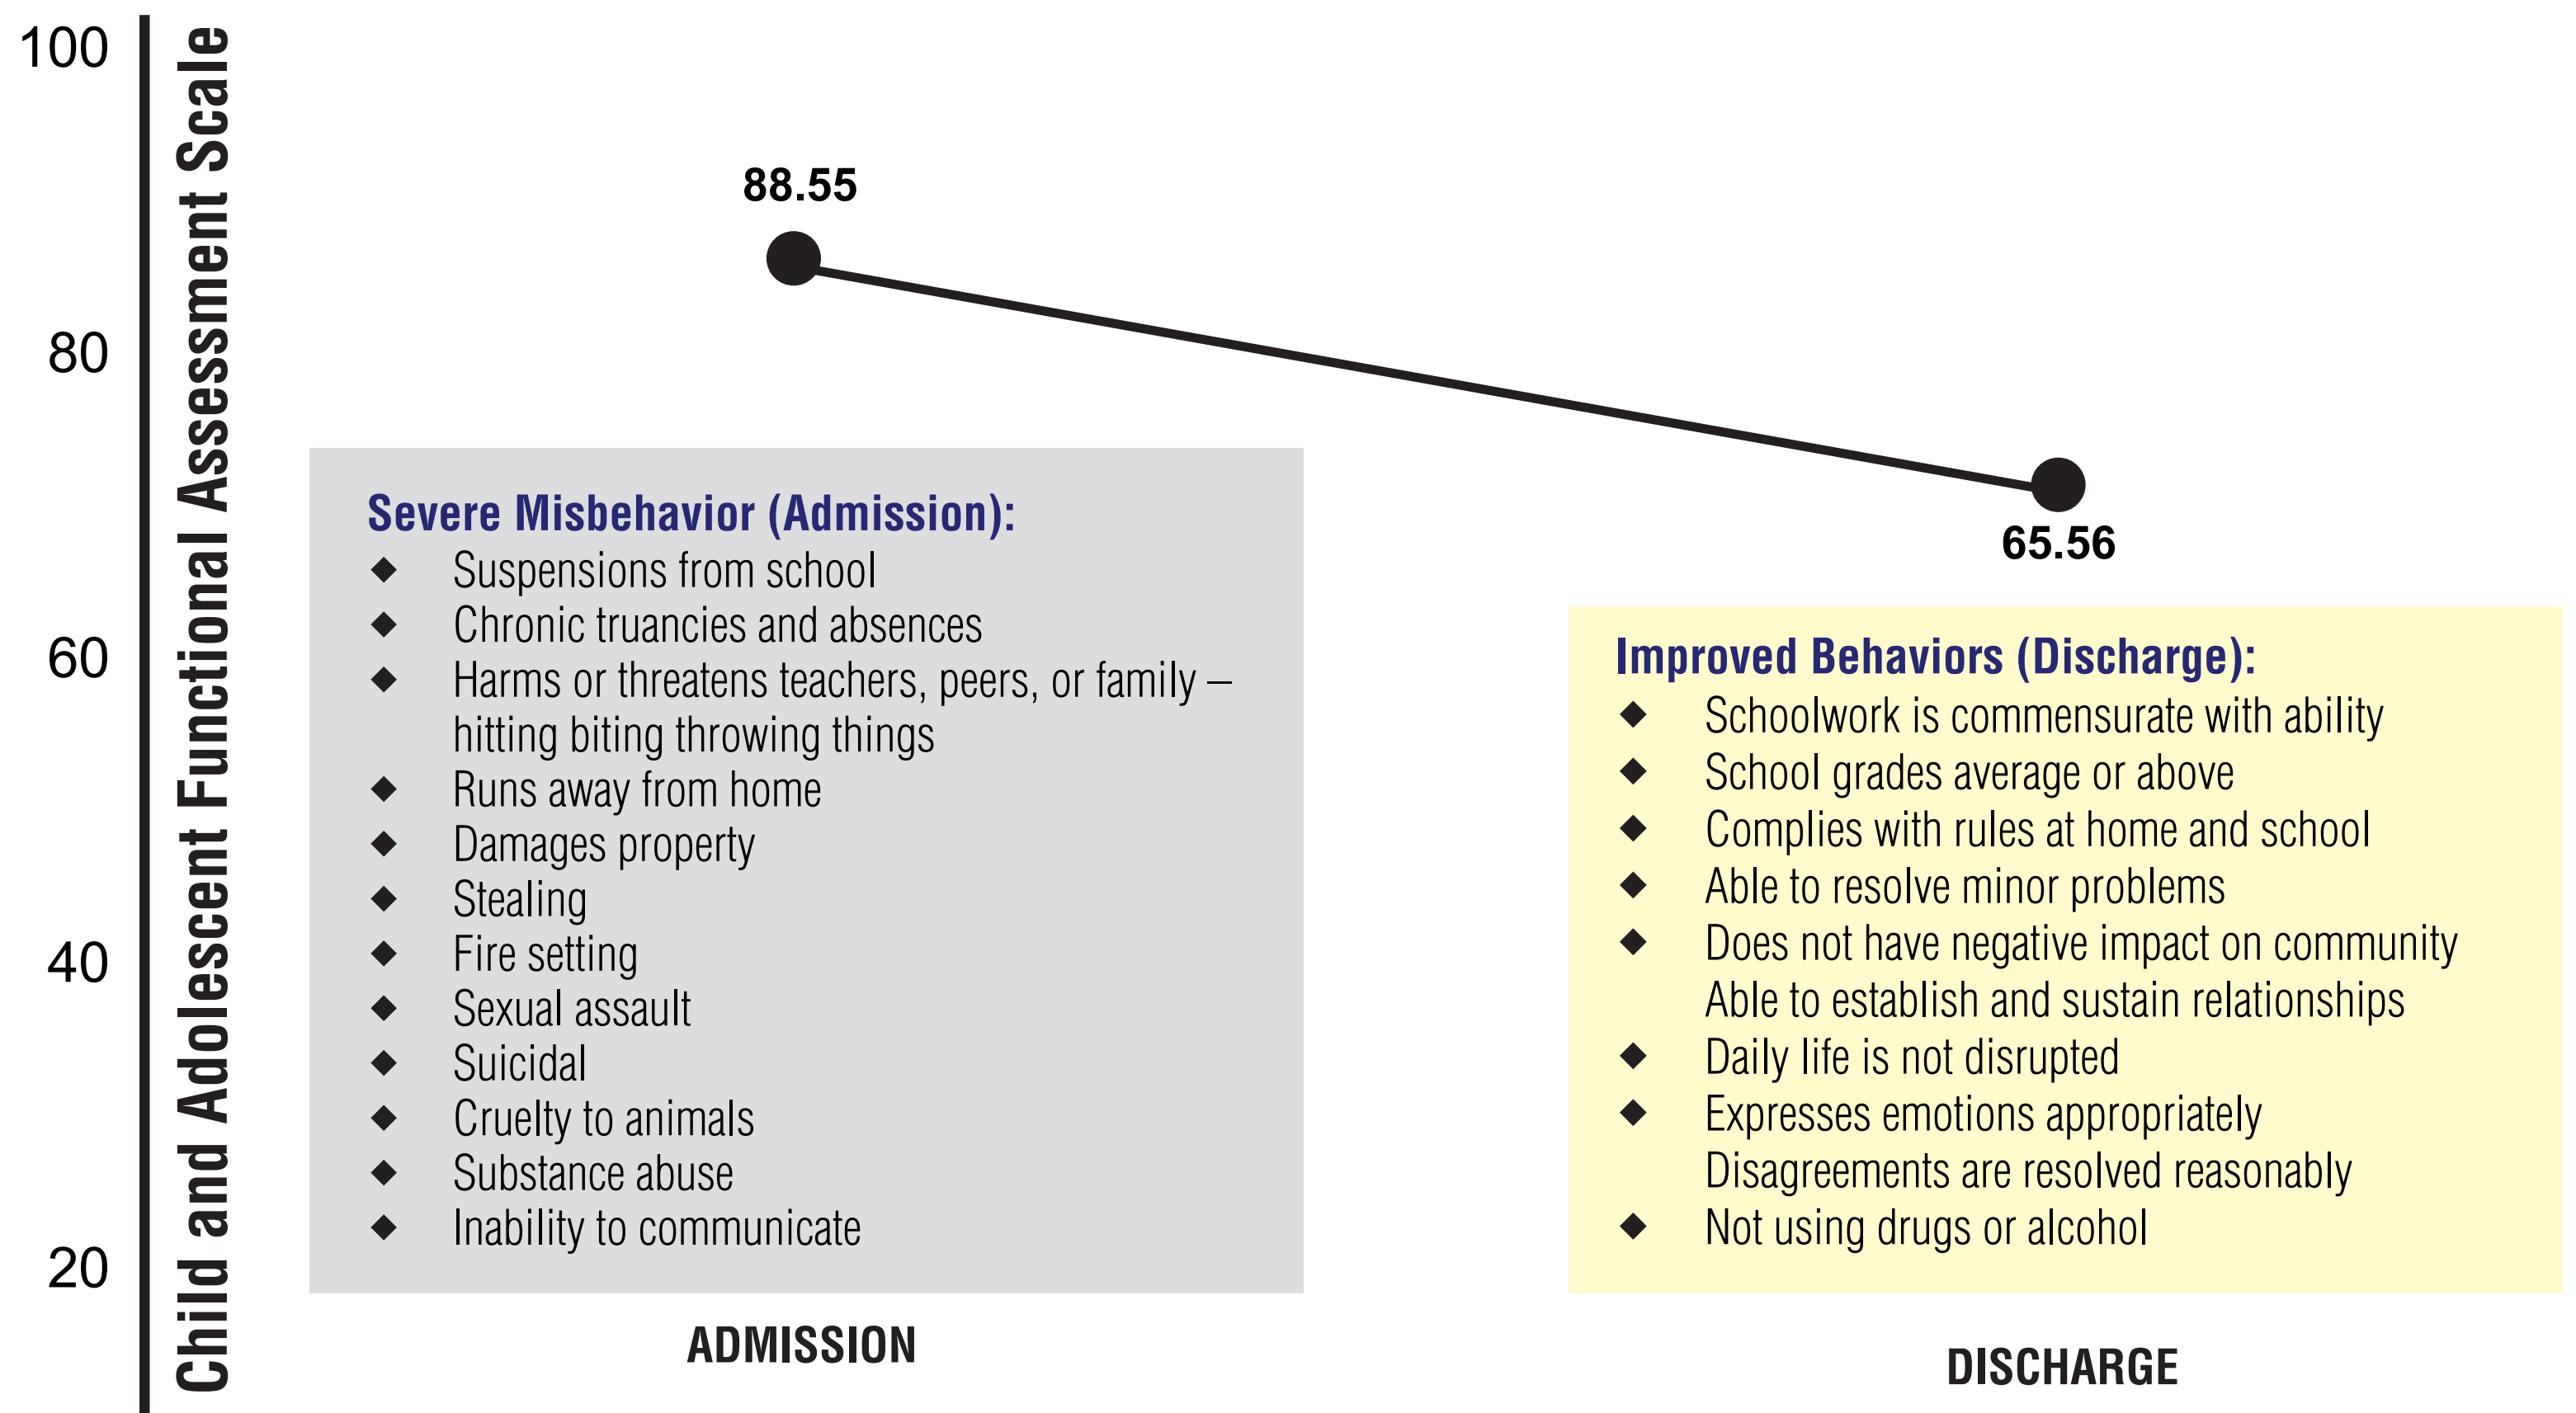 100
80
60
40
20
Child and Adolescent Functional Assessment Scale
88.55
65.56
Severe Misbehavior (Admission):
◆ Suspensions from school
◆ Chronic truancies and absences
◆ Harms or threatens teachers, peers, or family –
hitting biting throwing things
◆ Runs away from home
◆ Damages property
◆ Stealing
◆ Fire setting
◆ Sexual assault
◆ Suicidal
◆ Cruelty to animals
◆ Substance abuse
◆ Inability to communicate
ADMISSION
Improved Behaviors (Discharge):
◆ Schoolwork is commensurate with ability
◆ School grades average or above
◆ Complies with rules at home and school
◆ Able to resolve minor problems
◆ Does not have negative impact on community
Able to establish and sustain relationships
◆ Daily life is not disrupted
◆ Expresses emotions appropriately
Disagreements are resolved reasonably
◆ Not using drugs or alcohol
DISCHARGE